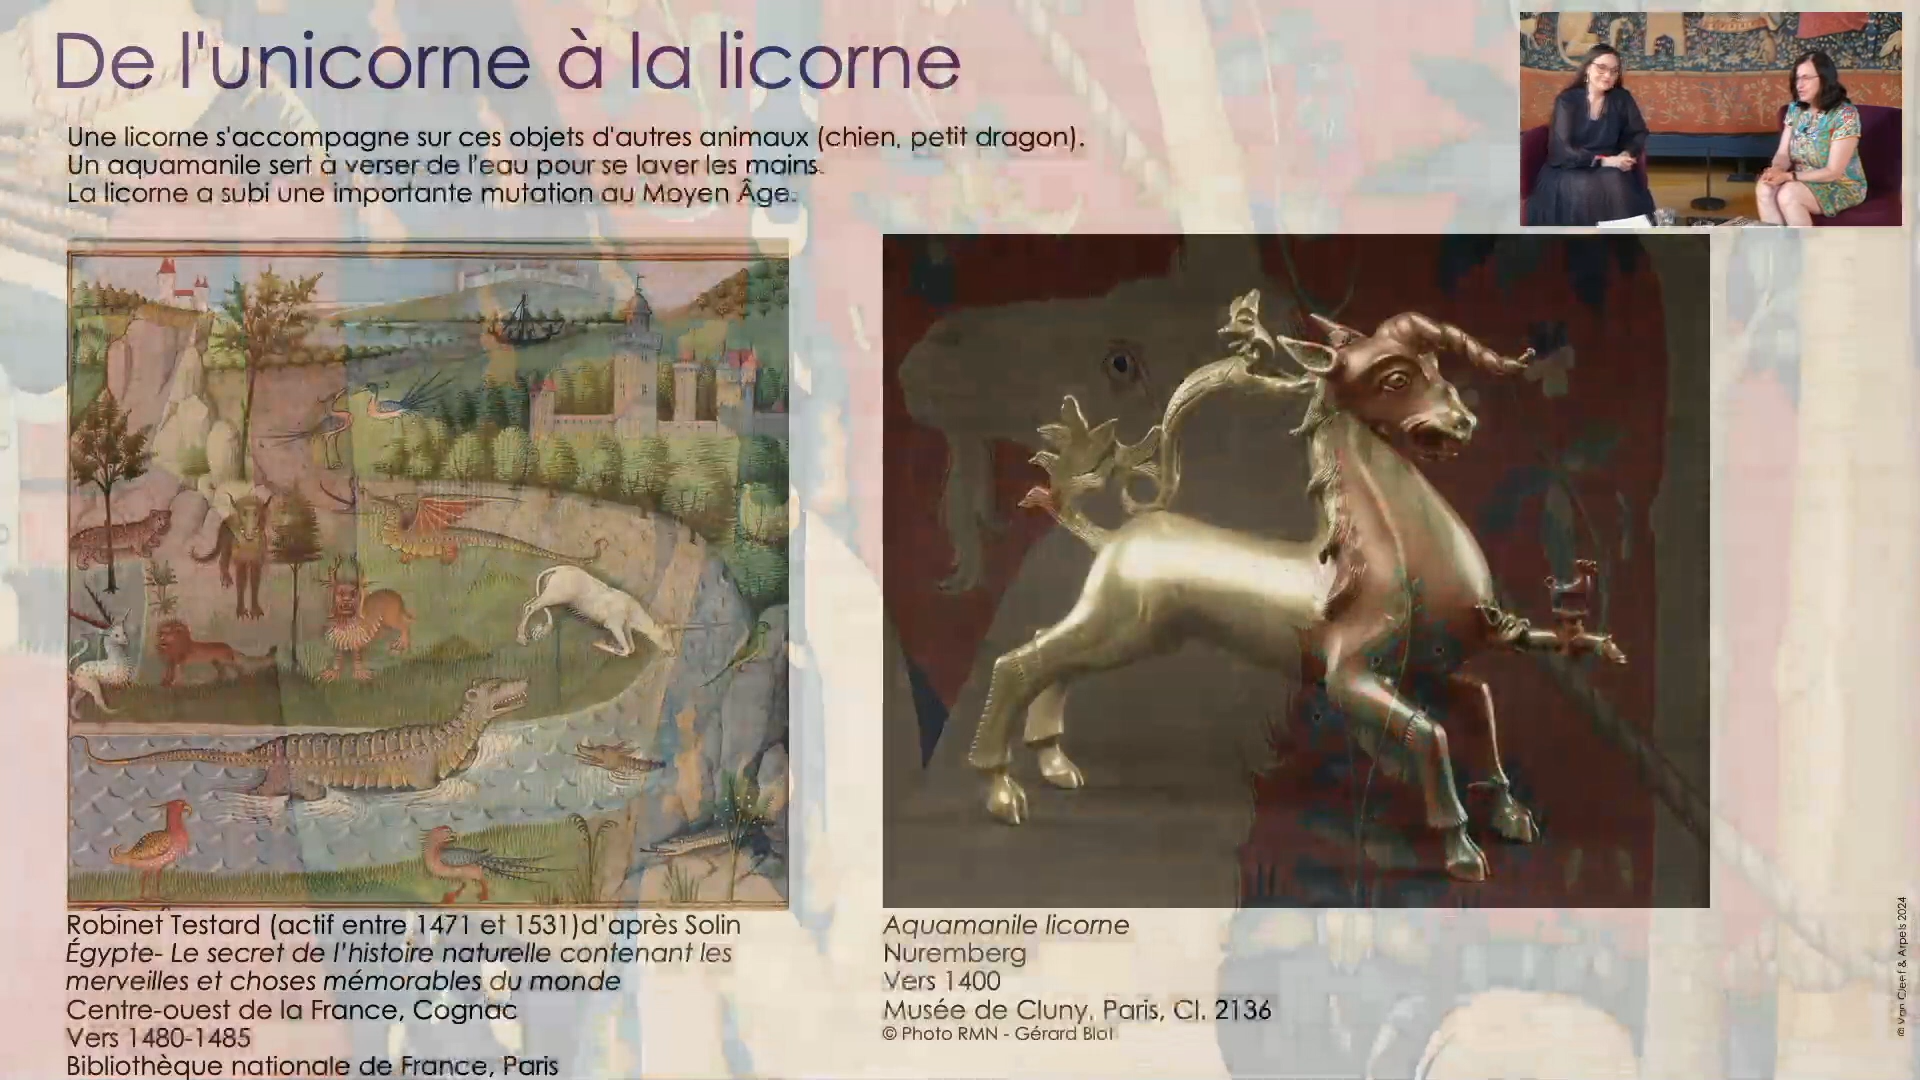 De l'unicorne à la licorne
Une licorne s'accompagne sur ces objets d'autres animaux (chien, petit dragon).
Un aquamanile sert à verser de l'eau pour se laver les mains.
La licorne a subi une importante mutation au Moyen Âge.
Robinet Testard (actif entre 1471 et 1531)d’après Solin
Égypte- Le secret de l’histoire naturelle contenant les
merveilles et choses mémorables du monde
Centre-ouest de la France, Cognac
Vers 1480-1485
Bibliothèque nationale de France, Paris
Aquamanile licorne
Nuremberg
Vers 1400
Musée de Cluny, Paris, Cl. 2136
© Photo RMN - Gérard Blot
© Van Cleef & Arpels 2024